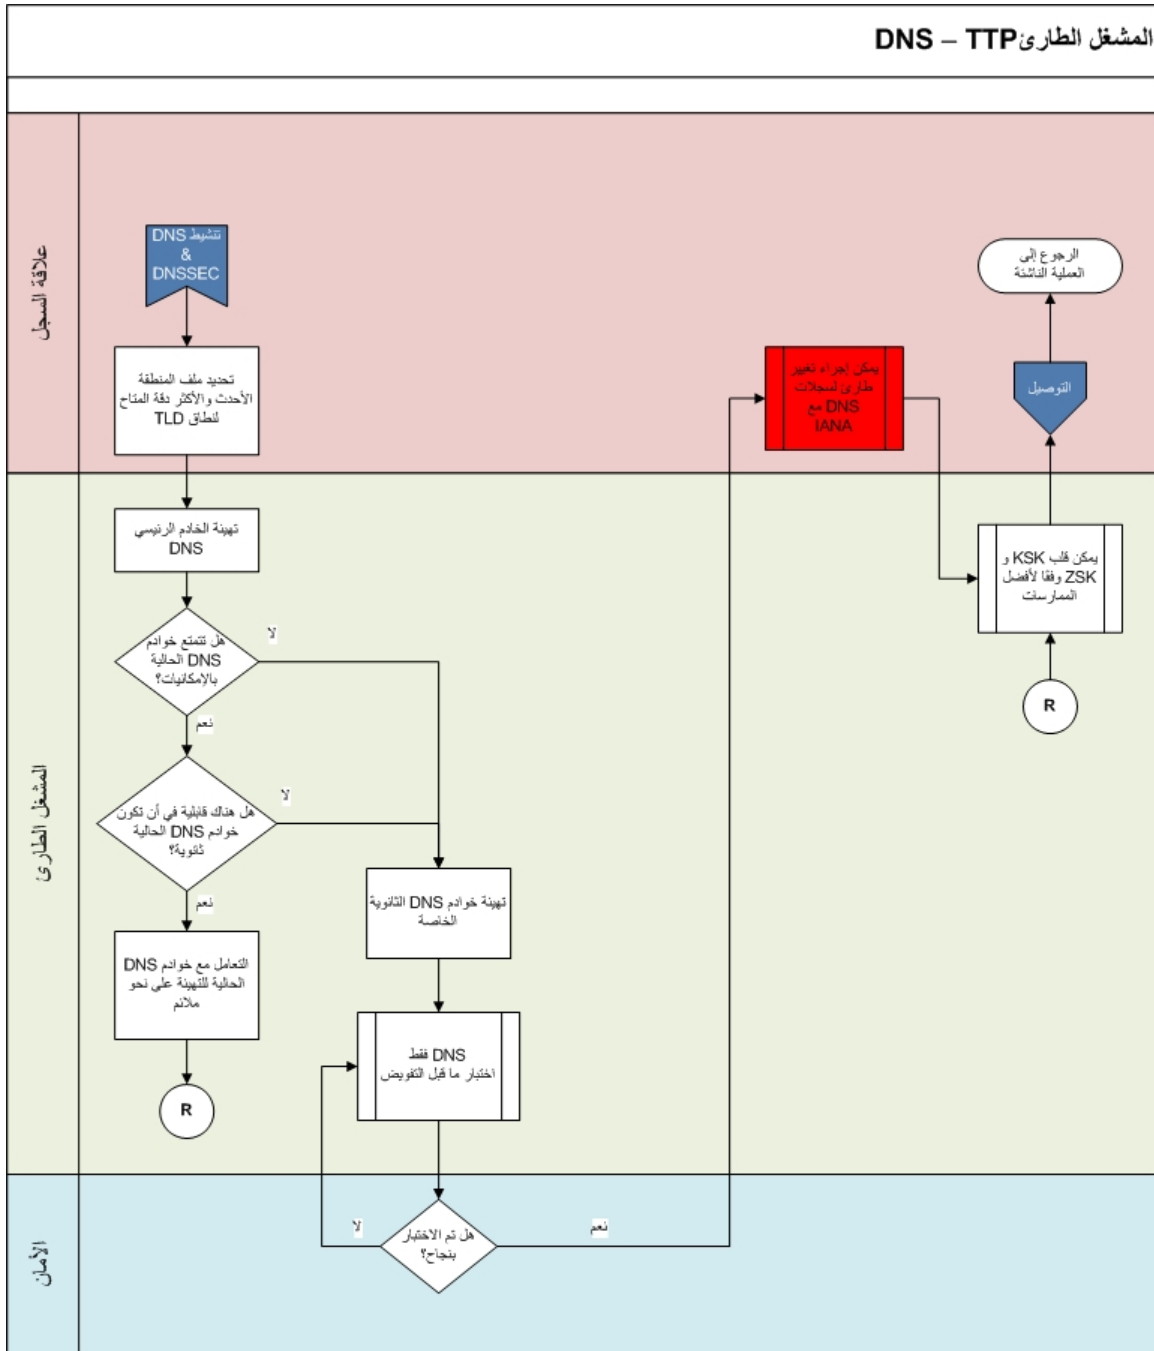 المشغل الطارئDNS – TTP
علاقة السجل
تنشيط DNS
&
DNSSEC
تحديد ملف المنطقة
الأحدث والأكثر دقة المتاح
لنطاق TLD
يمكن إجراء تغيير
طارئ لسجلات
DNS مع
IANA
الرجوع إلى
العملية الناشئة
التوصيل
المشغل الطارئ
تهيئة الخادم الرئيسي
DNS
هل تتمتع خوادم
DNS الحالية
بالإمكانيات؟
لا
نعم
هل هناك قابلية في أن تكون
خوادم DNS الحالية
ثانوية؟
لا
نعم
التعامل مع خوادم DNS
الحالية للتهيئة على نحو
ملائم
R
تهيئة خوادم DNS الثانوية
الخاصة
DNS فقط
اختبار ما قبل التفويض
يمكن قلب KSK و
ZSK وفقا لأفضل
الممارسات
R
الأمان
هل تم الاختبار
بنجاح؟
لا
نعم